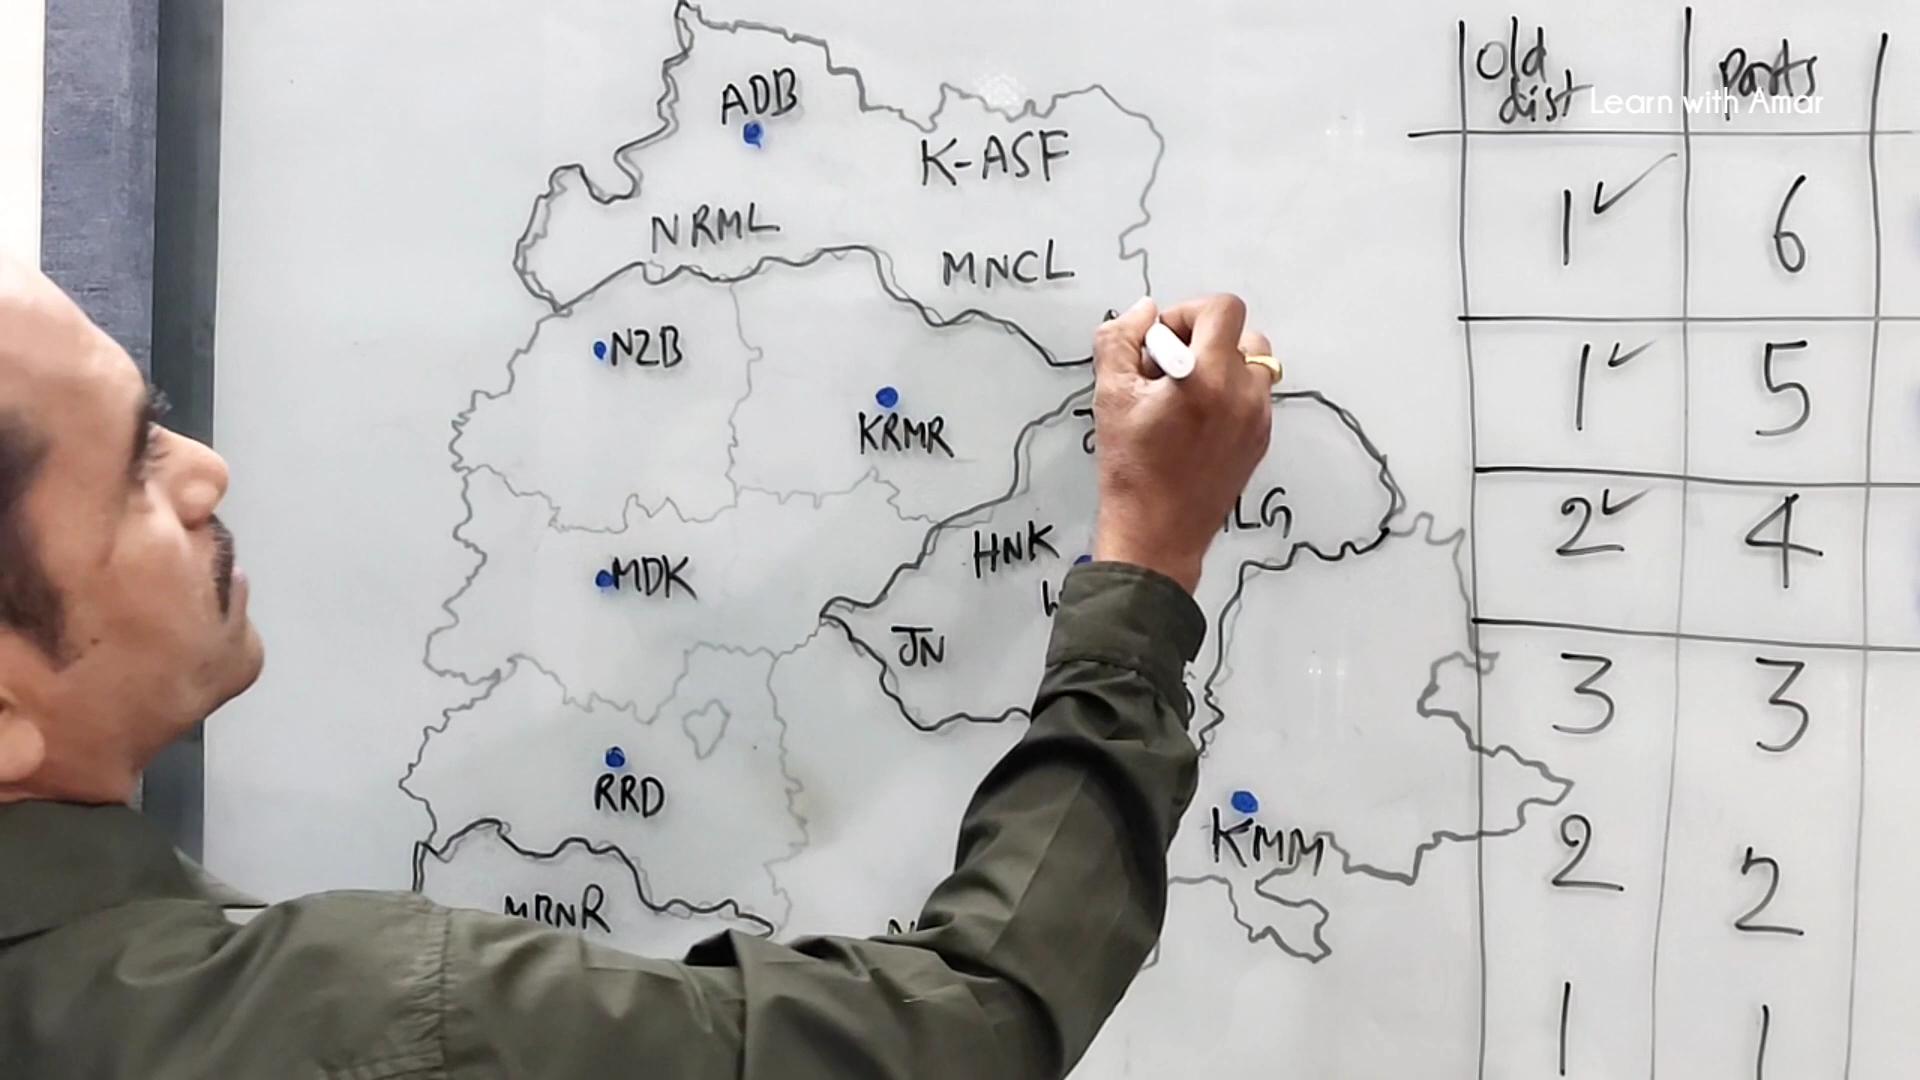 ADB
K-ASF
NRML
MNCL
NZB
KRMR
HNK
MDK
JN
RRD
KMM
MBNR
Old
dist
Parts
Learn with Amar
1 6
1 5
2 4
3 3
2 2
1 1